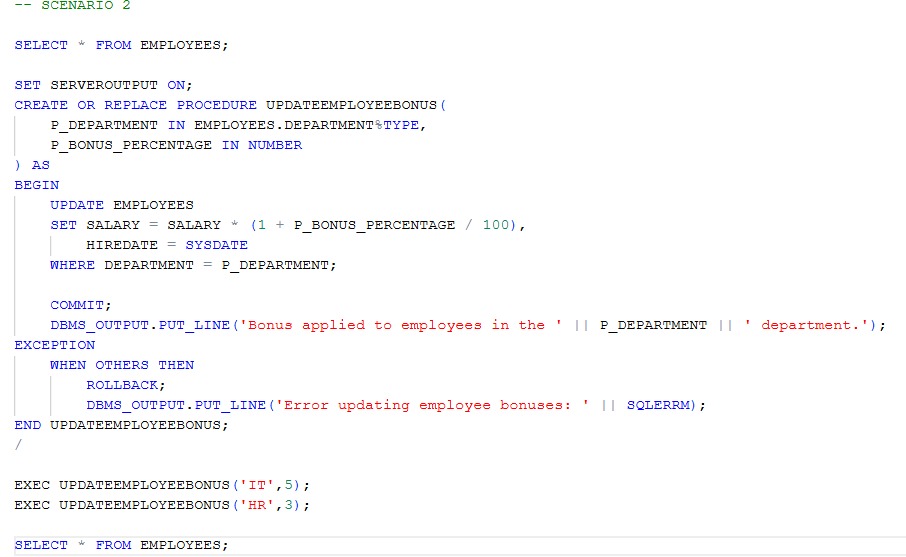 -- SCENARIO 2
SELECT * FROM EMPLOYEES;
SET SERVEROUTPUT ON;
CREATE OR REPLACE PROCEDURE UPDATEEMPLOYEEBONUS(
    P_DEPARTMENT IN EMPLOYEES.DEPARTMENT%TYPE,
    P_BONUS_PERCENTAGE IN NUMBER
) AS
BEGIN
    UPDATE EMPLOYEES
    SET SALARY = SALARY * (1 + P_BONUS_PERCENTAGE / 100),
        HIREDATE = SYSDATE
    WHERE DEPARTMENT = P_DEPARTMENT;
    COMMIT;
    DBMS_OUTPUT.PUT_LINE('Bonus applied to employees in the ' || P_DEPARTMENT || ' department.');
EXCEPTION
    WHEN OTHERS THEN
        ROLLBACK;
        DBMS_OUTPUT.PUT_LINE('Error updating employee bonuses: ' || SQLERRM);
END UPDATEEMPLOYEEBONUS;
/
EXEC UPDATEEMPLOYEEBONUS('IT',5);
EXEC UPDATEEMPLOYEEBONUS('HR',3);
SELECT * FROM EMPLOYEES;